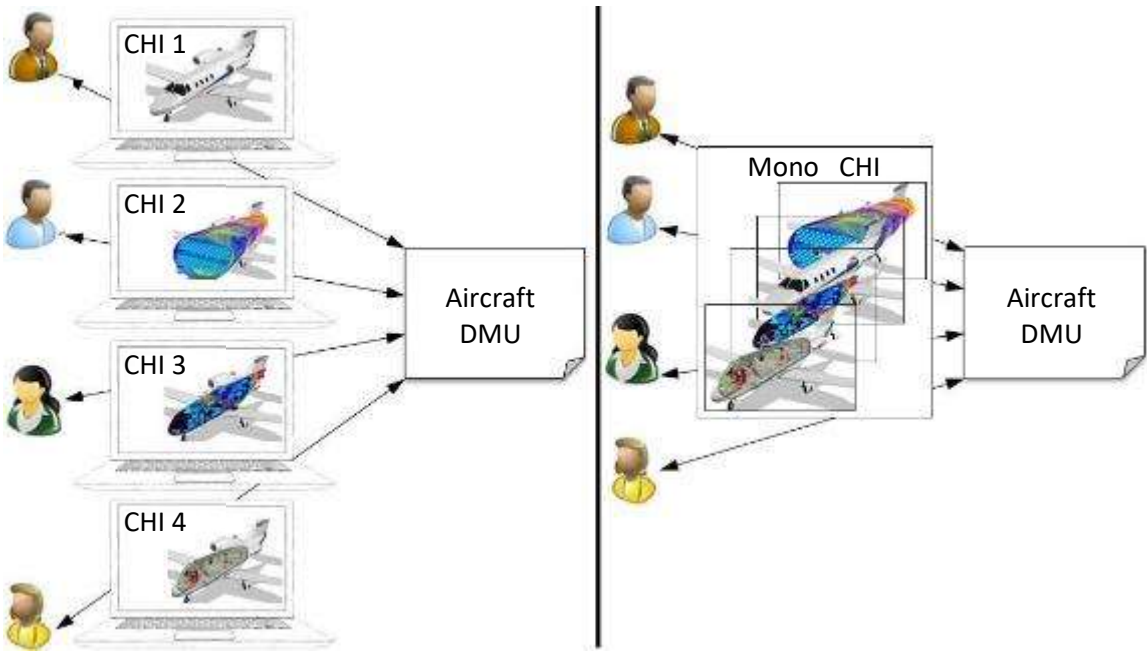 CHI 1
CHI 2
CHI 3
CHI 4
Aircraft
DMU
Mono CHI
Aircraft
DMU